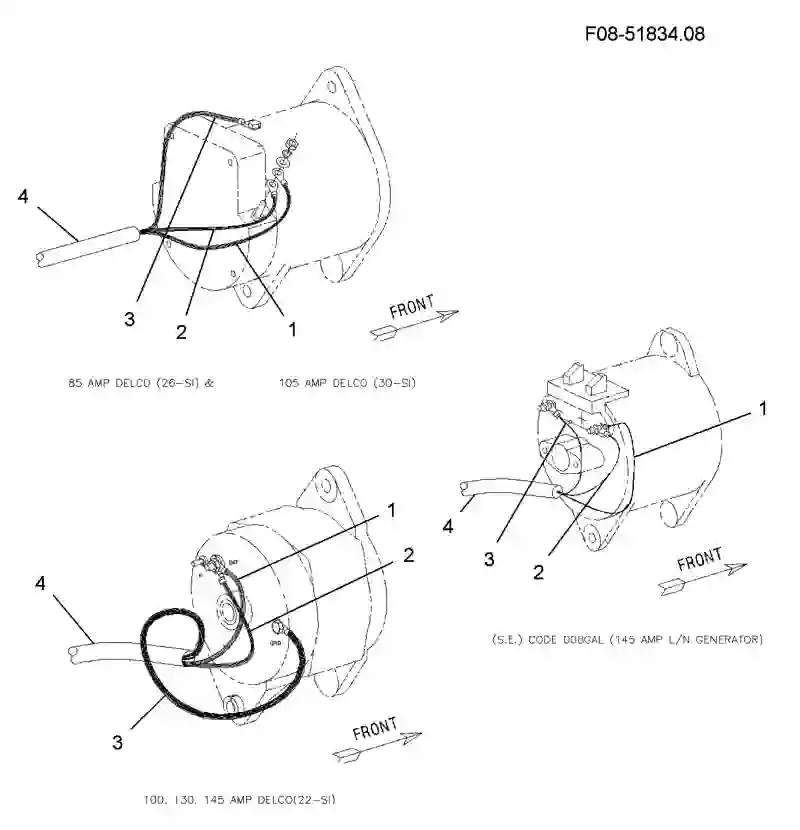 F08-51834.08
4
3
2
1
FRONT
85 AMP DELCO (26-SI) & 105 AMP DELCO (30-SI)
1
4
3
2
FRONT
(S.E.) CODE D08GAL (145 AMP L/N GENERATOR)
1
2
4
BAT
GND
3
FRONT
100, 130, 145 AMP DELCO(22-SI)